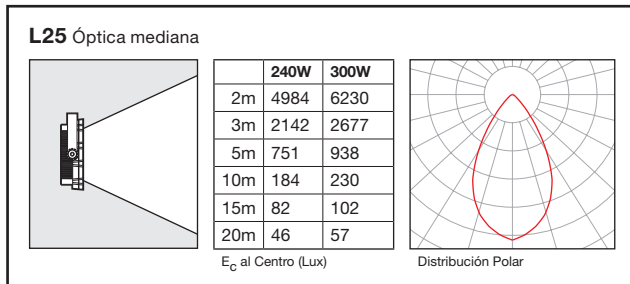 L25 Óptica mediana
240W 300W
2m 4984 6230
3m 2142 2677
5m 751 938
10m 184 230
15m 82 102
20m 46 57
EC al Centro (Lux)
Distribución Polar